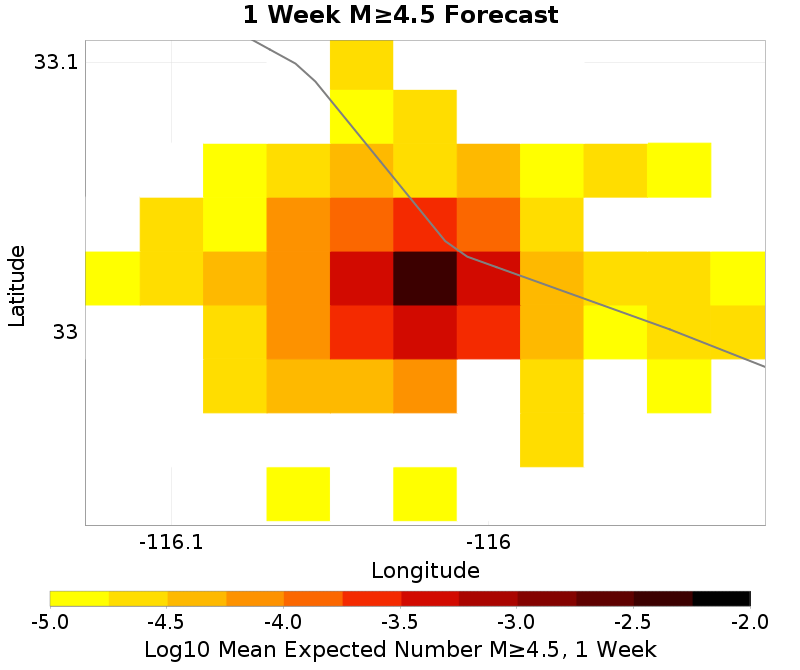 1 Week M≥4.5 Forecast
33.1
33
Latitude
-116.1 -116
Longitude
-5.0 -4.5 -4.0 -3.5 -3.0 -2.5 -2.0
Log10 Mean Expected Number M≥4.5, 1 Week